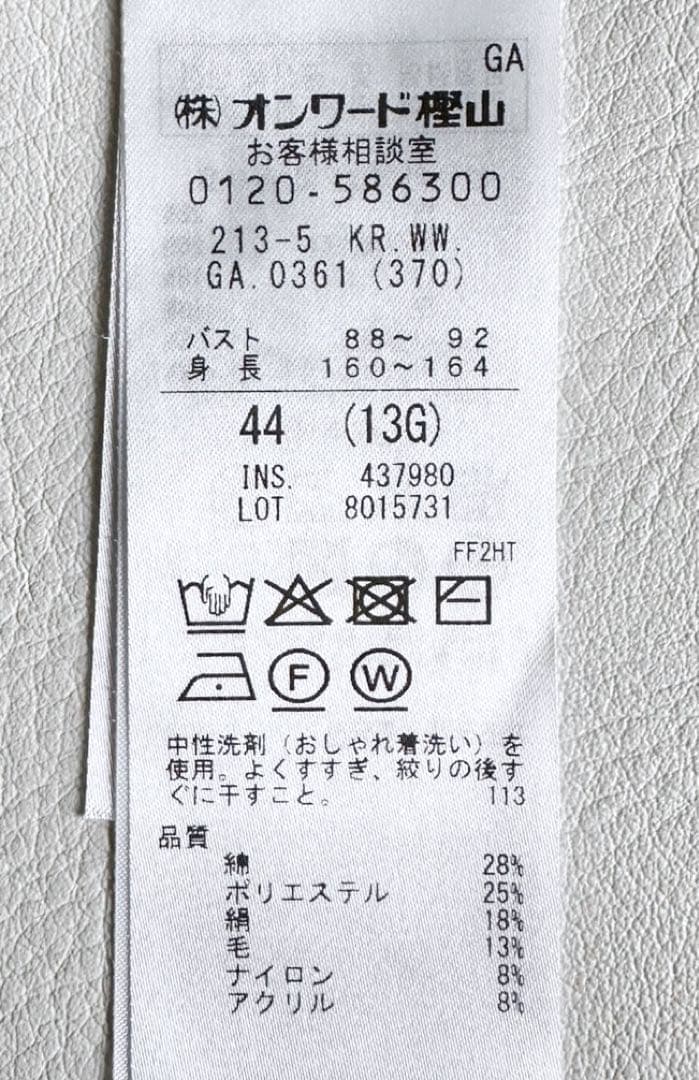 GA
㈱オンワード樫山
お客様相談室
0120-586300
213-5 KR.WW.
GA.0361 (370)
バスト 88～ 92
身 長 160～164
44 (13G)
INS. 437980
LOT 8015731
FF2HT
F W
中性洗剤（おしゃれ着洗い）を
使用。よくすすぎ、絞りの後す
ぐに干すこと。 113
品質
綿 28%
ポリエステル 25%
絹 18%
毛 13%
ナイロン 8%
アクリル 8%